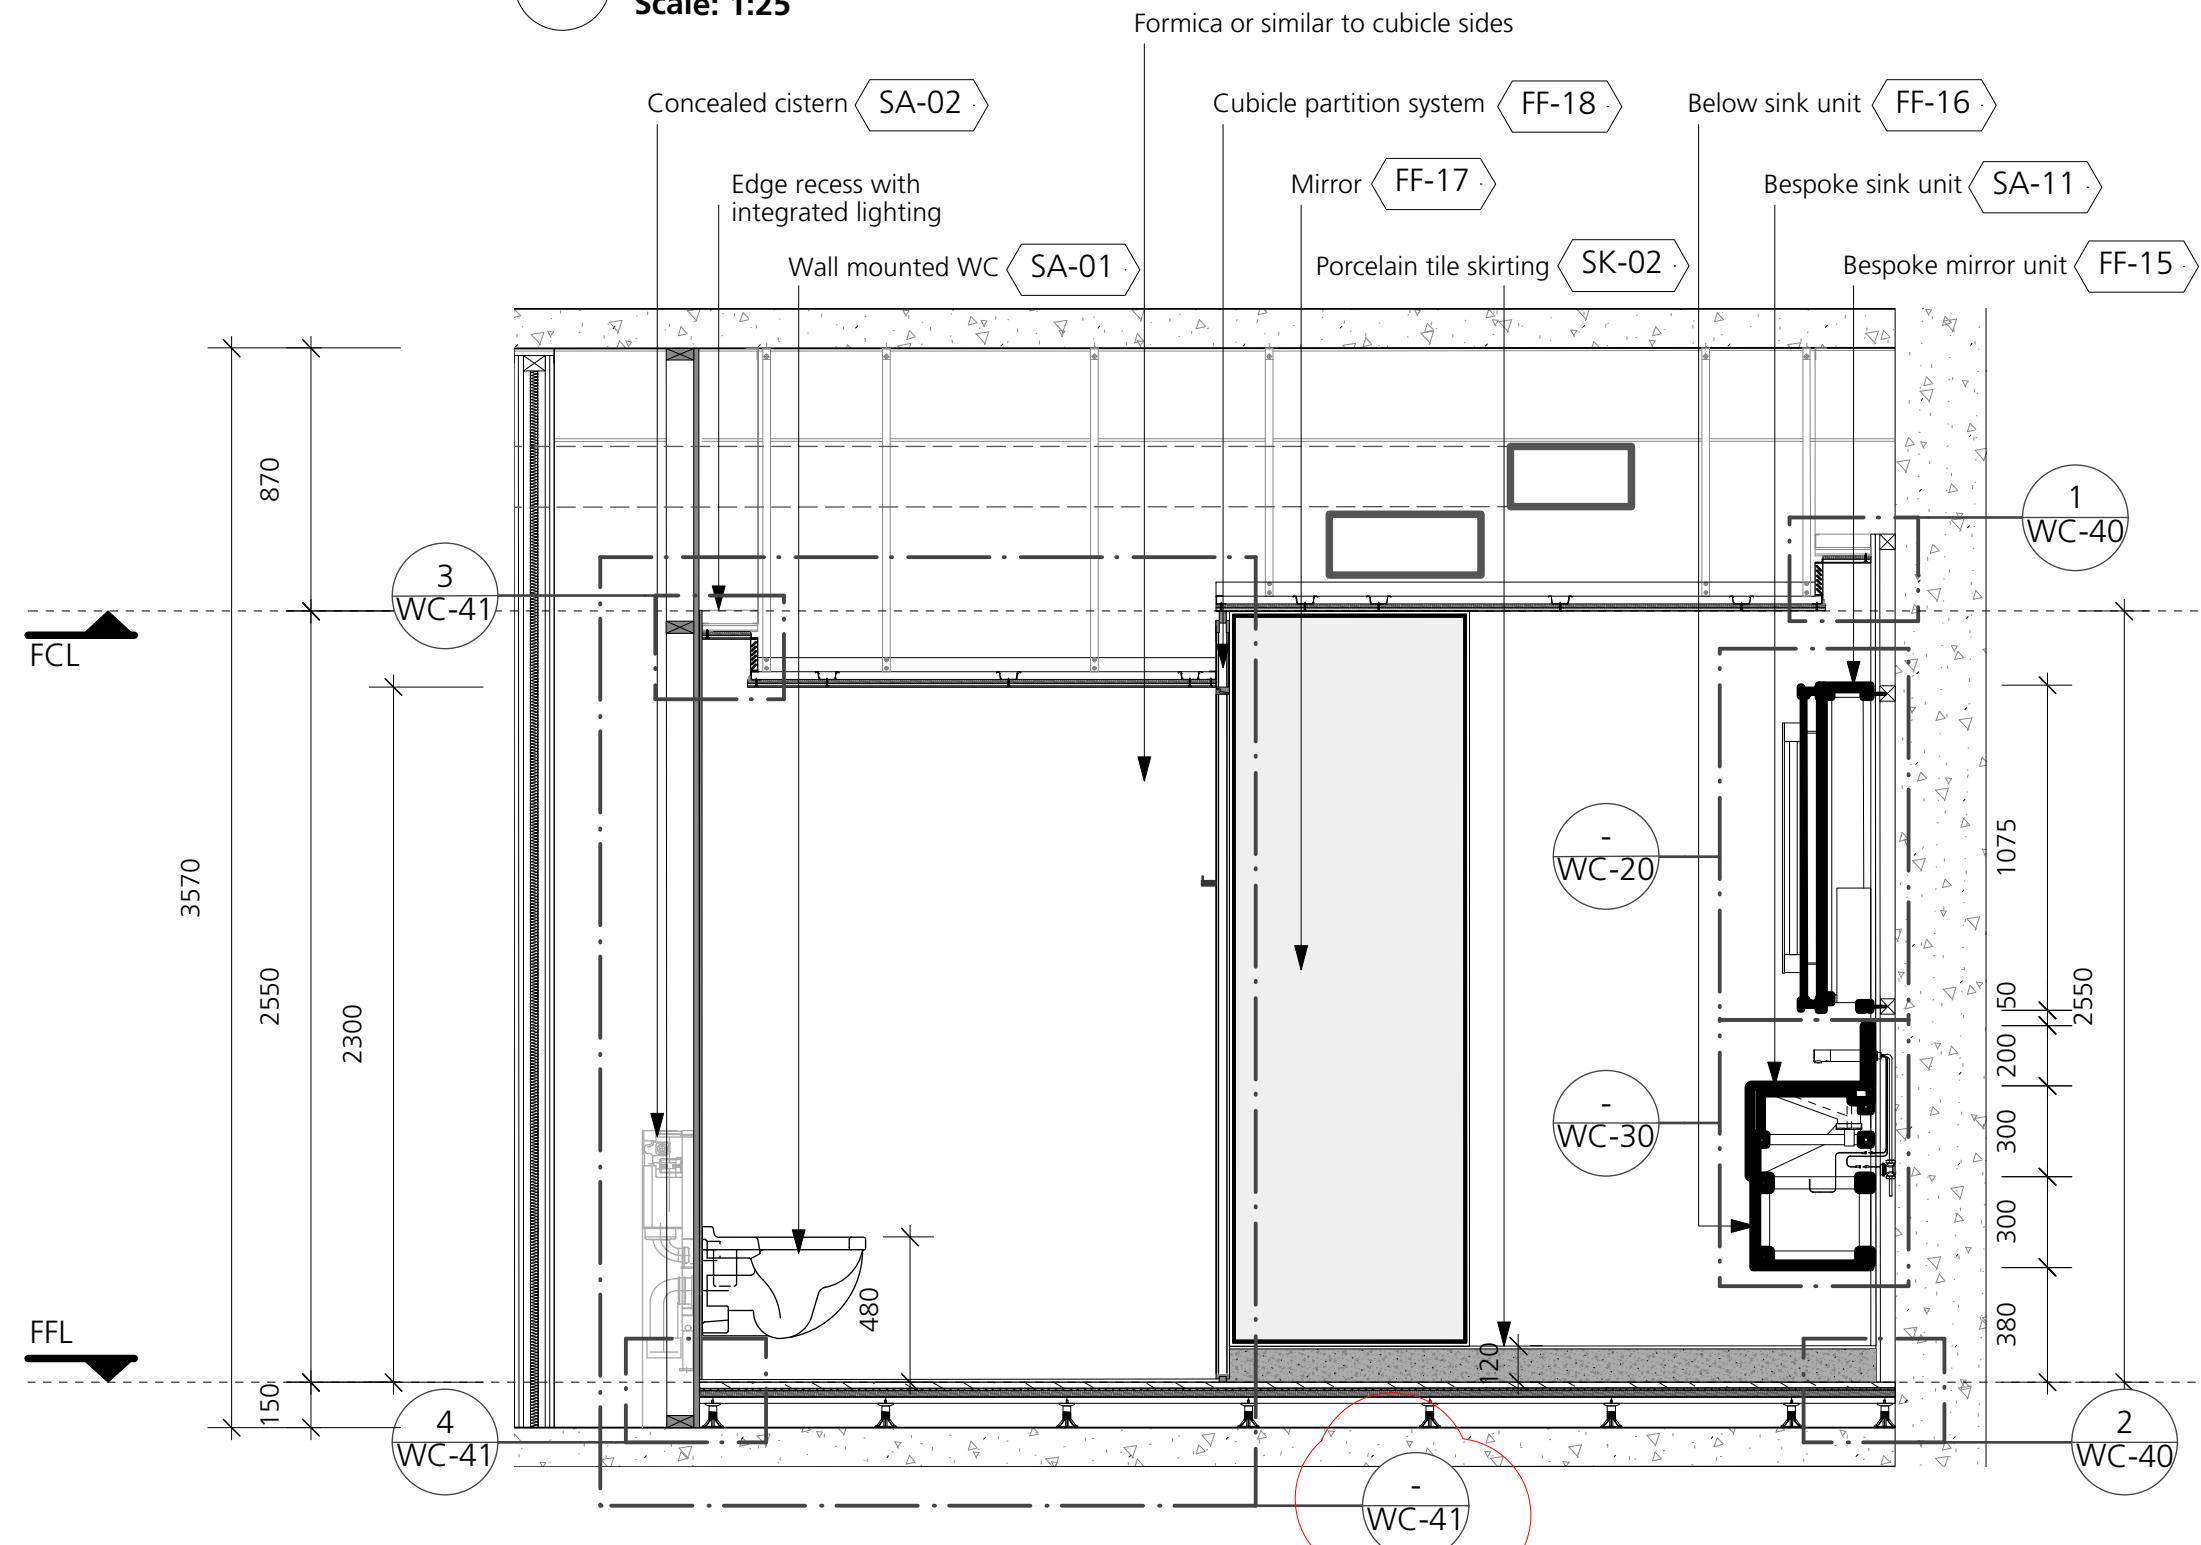 Scale: 1:25
Formica or similar to cubicle sides
Concealed cistern SA-02
Cubicle partition system FF-18
Below sink unit FF-16
Edge recess with
integrated lighting
Mirror FF-17
Bespoke sink unit SA-11
Wall mounted WC SA-01
Porcelain tile skirting SK-02
Bespoke mirror unit FF-15
870
1
WC-40
3
WC-41
FCL
3570
2550
2300
1075
-
WC-20
50
2550
200
-
WC-30
300
300
480
380
FFL
120
150
4
WC-41
2
WC-40
-
WC-41